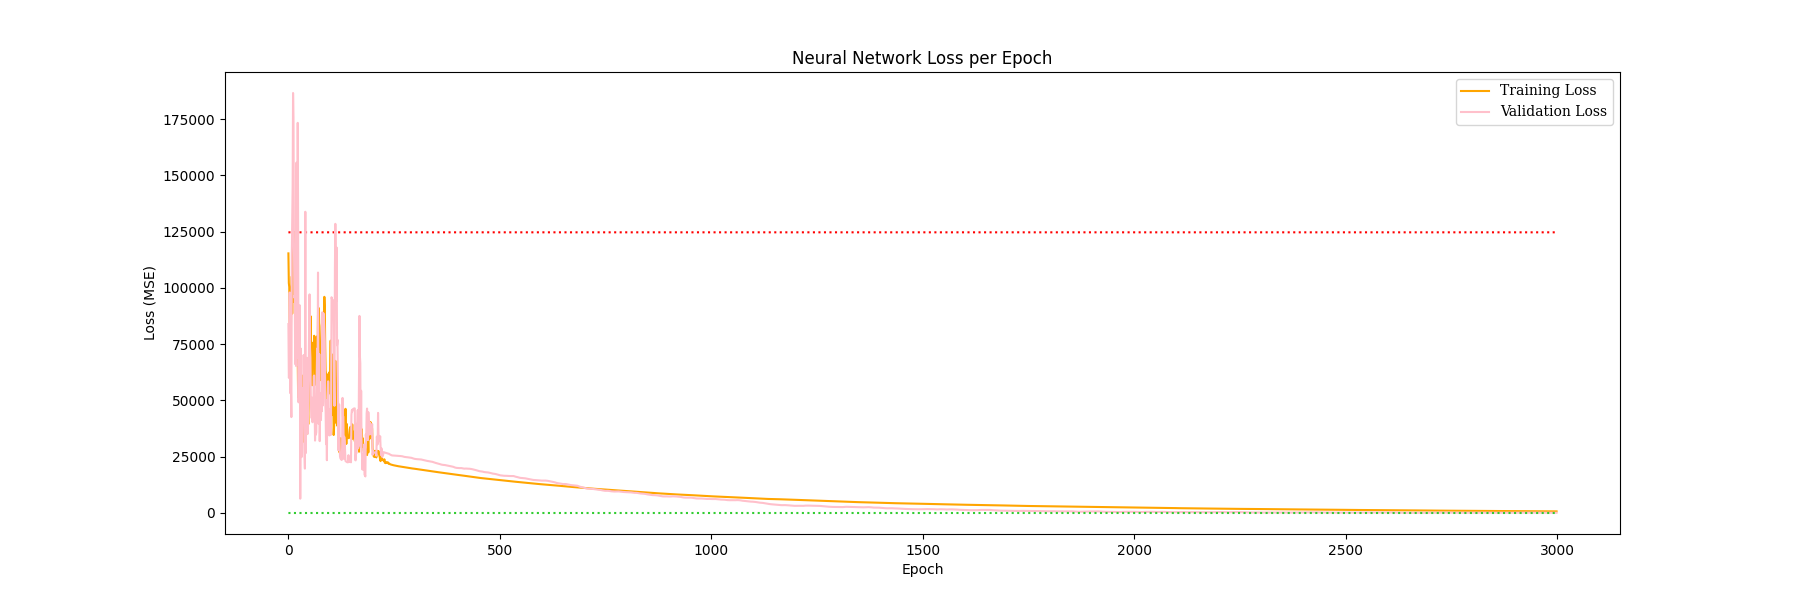 Neural Network Loss per Epoch
Training Loss
Validation Loss
Loss (MSE)
175000
150000
125000
100000
75000
50000
25000
0
0 500 1000 1500 2000 2500 3000
Epoch